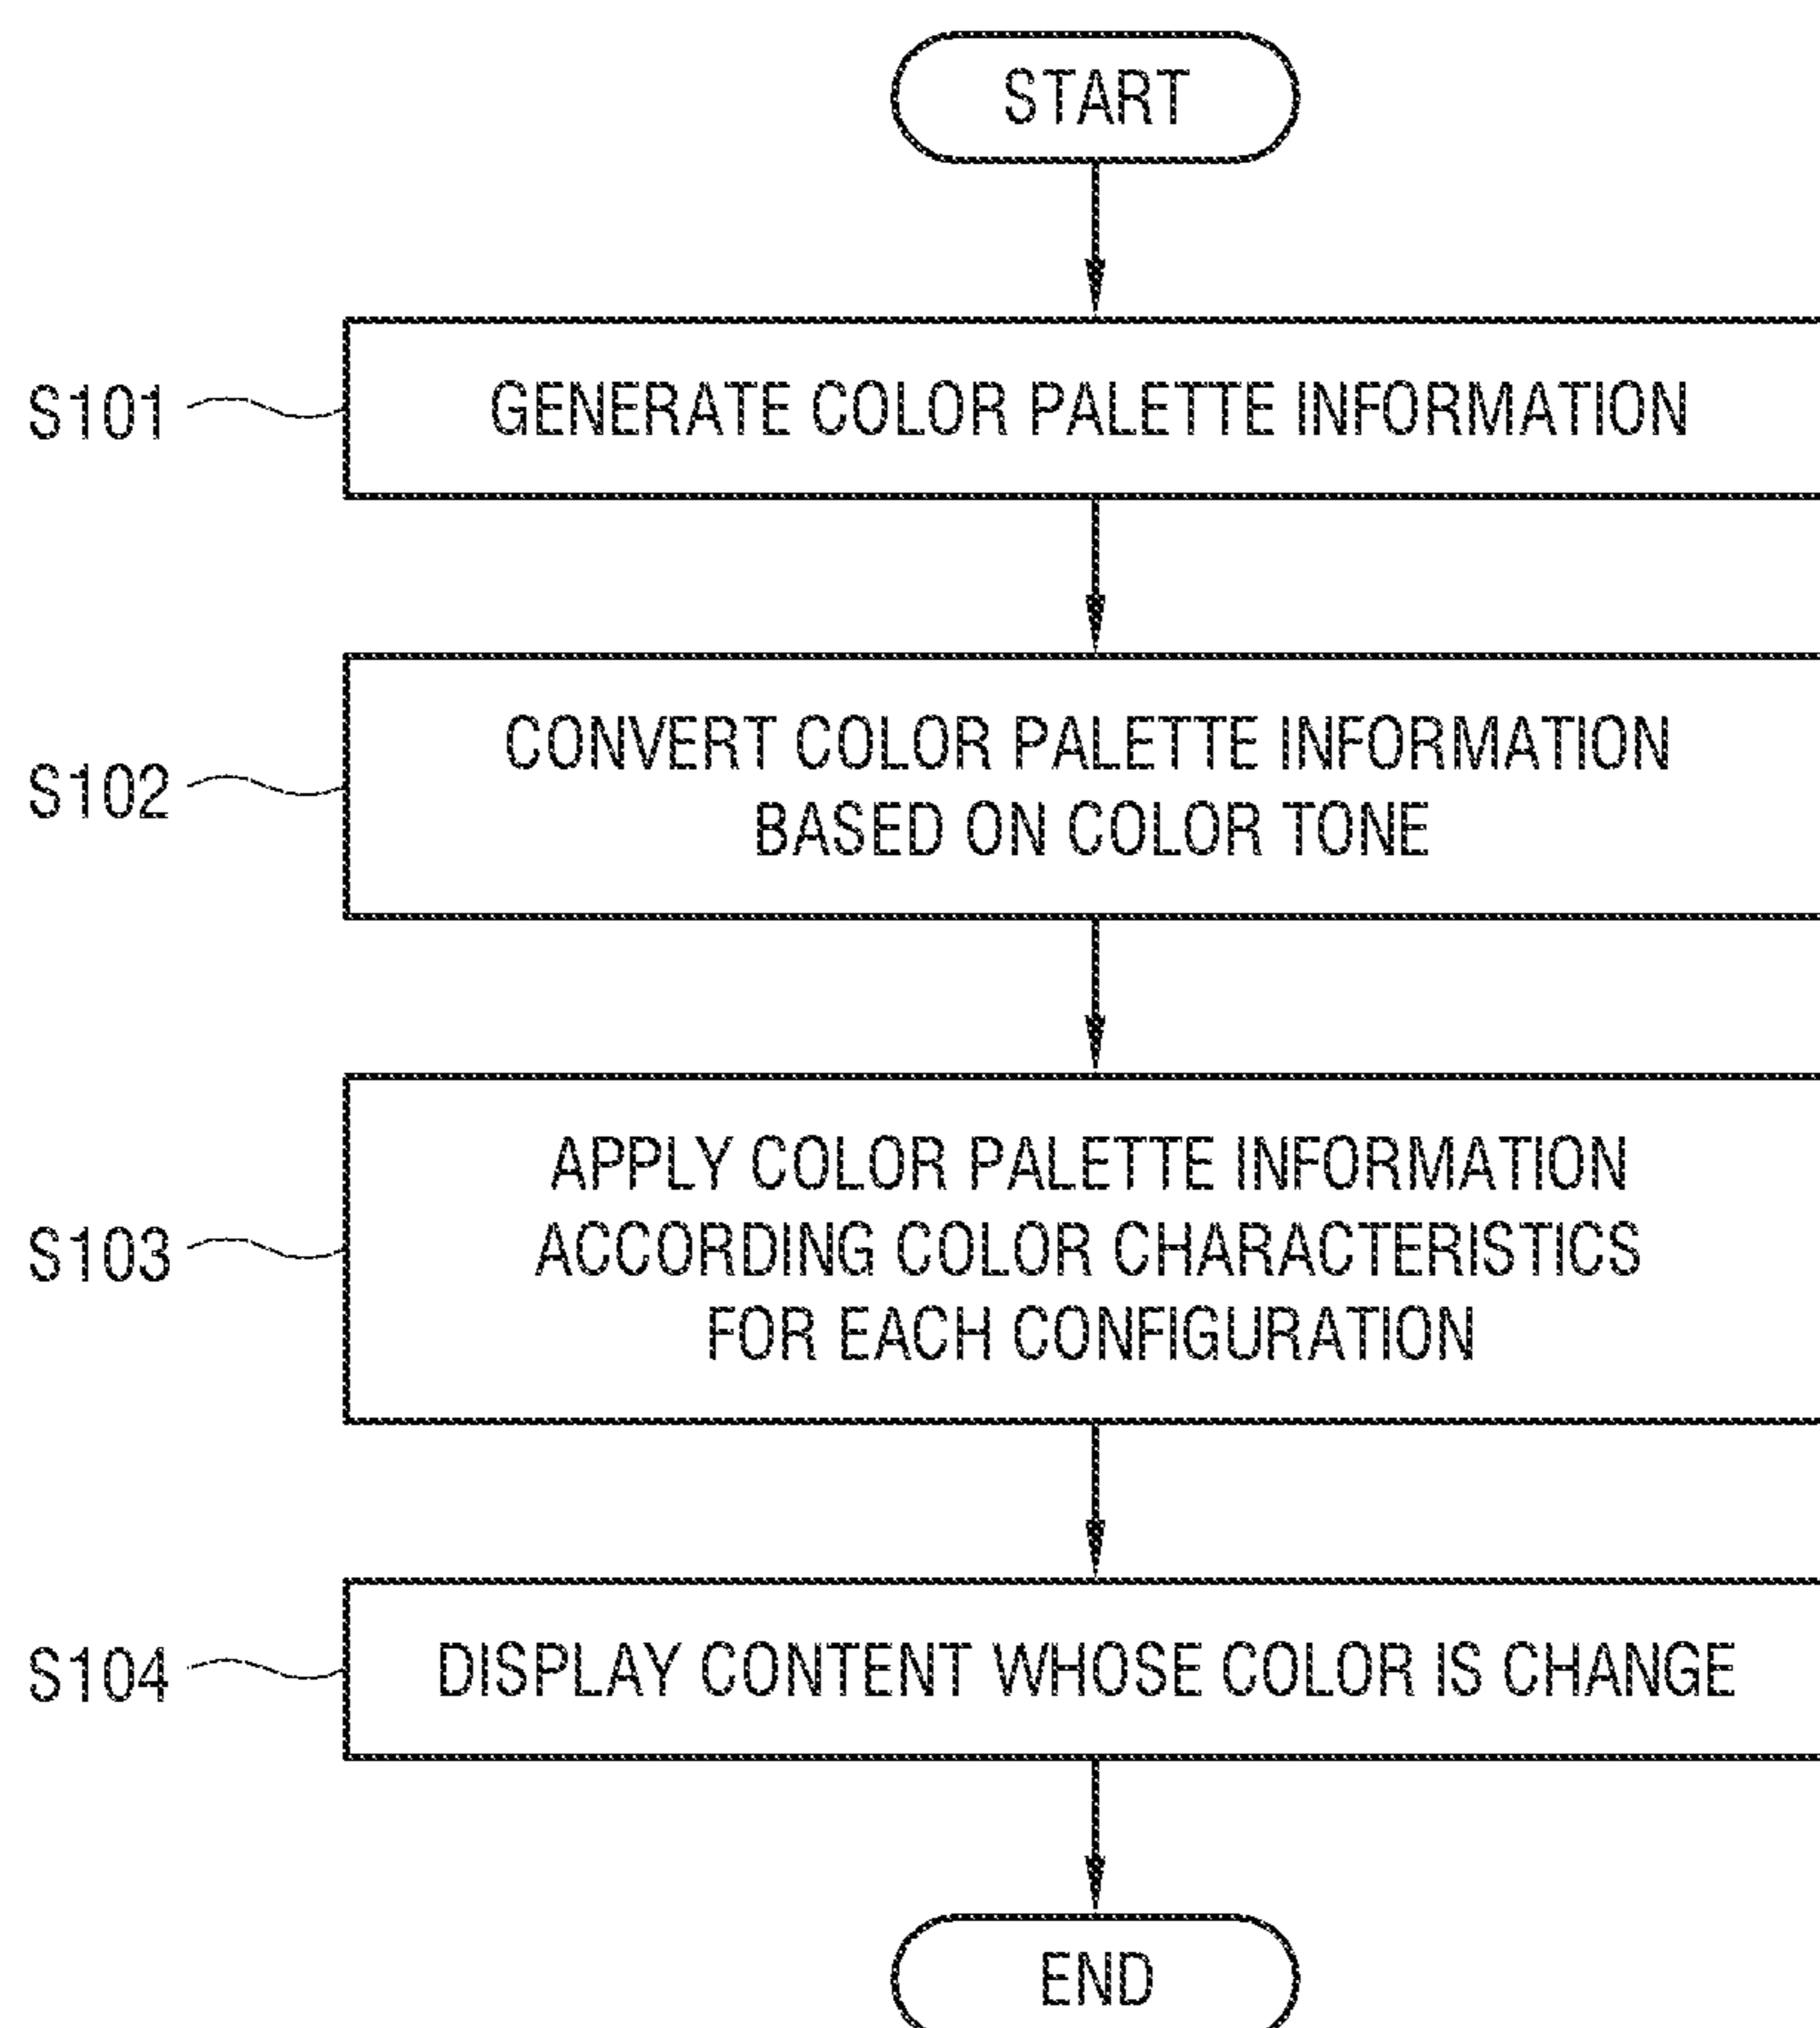 START
S101
GENERATE COLOR PALETTE INFORMATION
S102
CONVERT COLOR PALETTE INFORMATION
BASED ON COLOR TONE
S103
APPLY COLOR PALETTE INFORMATION
ACCORDING COLOR CHARACTERISTICS
FOR EACH CONFIGURATION
S104
DISPLAY CONTENT WHOSE COLOR IS CHANGE
END